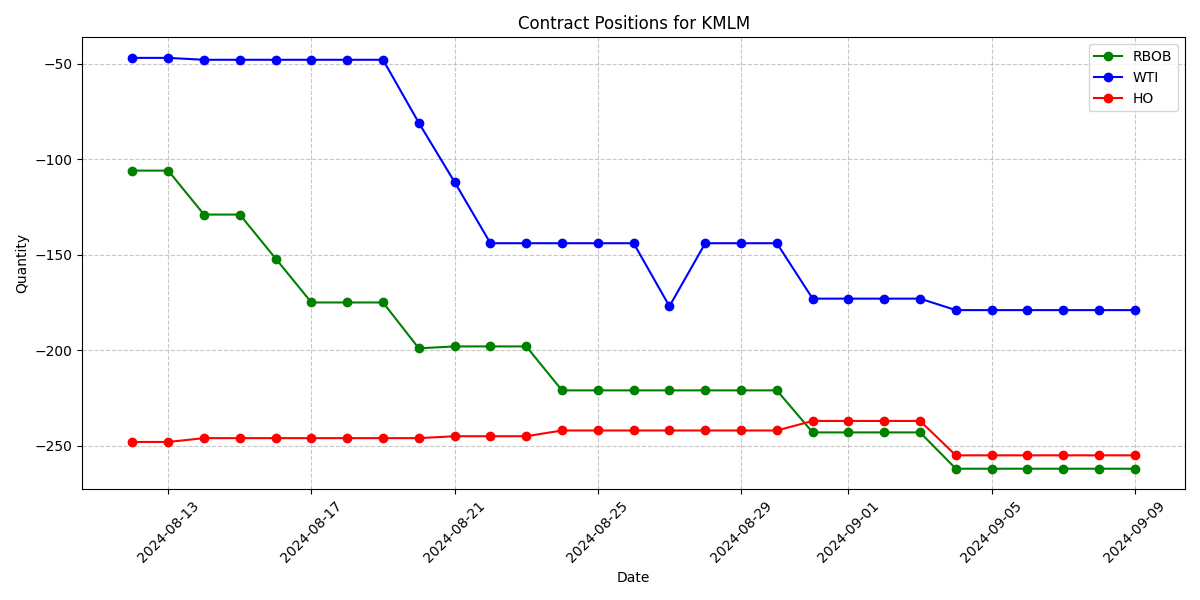 Contract Positions for KMLM
RBOB
WTI
HO
−50
−100
−150
−200
−250
Quantity
2024-08-13
2024-08-17
2024-08-21
2024-08-25
2024-08-29
2024-09-01
2024-09-05
2024-09-09
Date